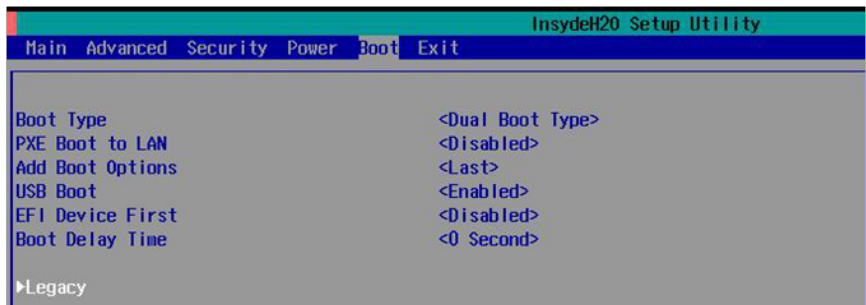 InsydeH20 Setup Utility
Main Advanced Security Power Boot Exit
Boot Type <Dual Boot Type>
PXE Boot to LAN <Disabled>
Add Boot Options <Last>
USB Boot <Enabled>
EFI Device First <Disabled>
Boot Delay Time <0 Second>
▶Legacy